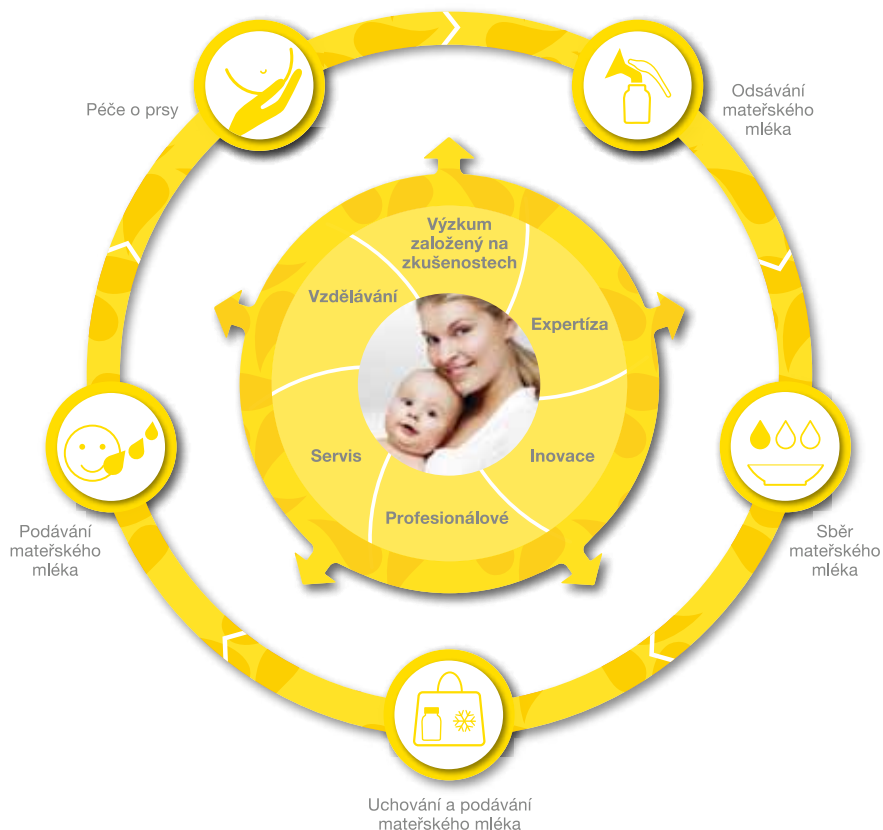 Péče o prsy
Odsávání
mateřského
mléka
Výzkum
založený na
zkušenostech
Vzdělávání
Expertíza
Servis
Inovace
Profesionálové
Podávání
mateřského
mléka
Sběr
mateřského
mléka
Uchování a podávání
mateřského mléka